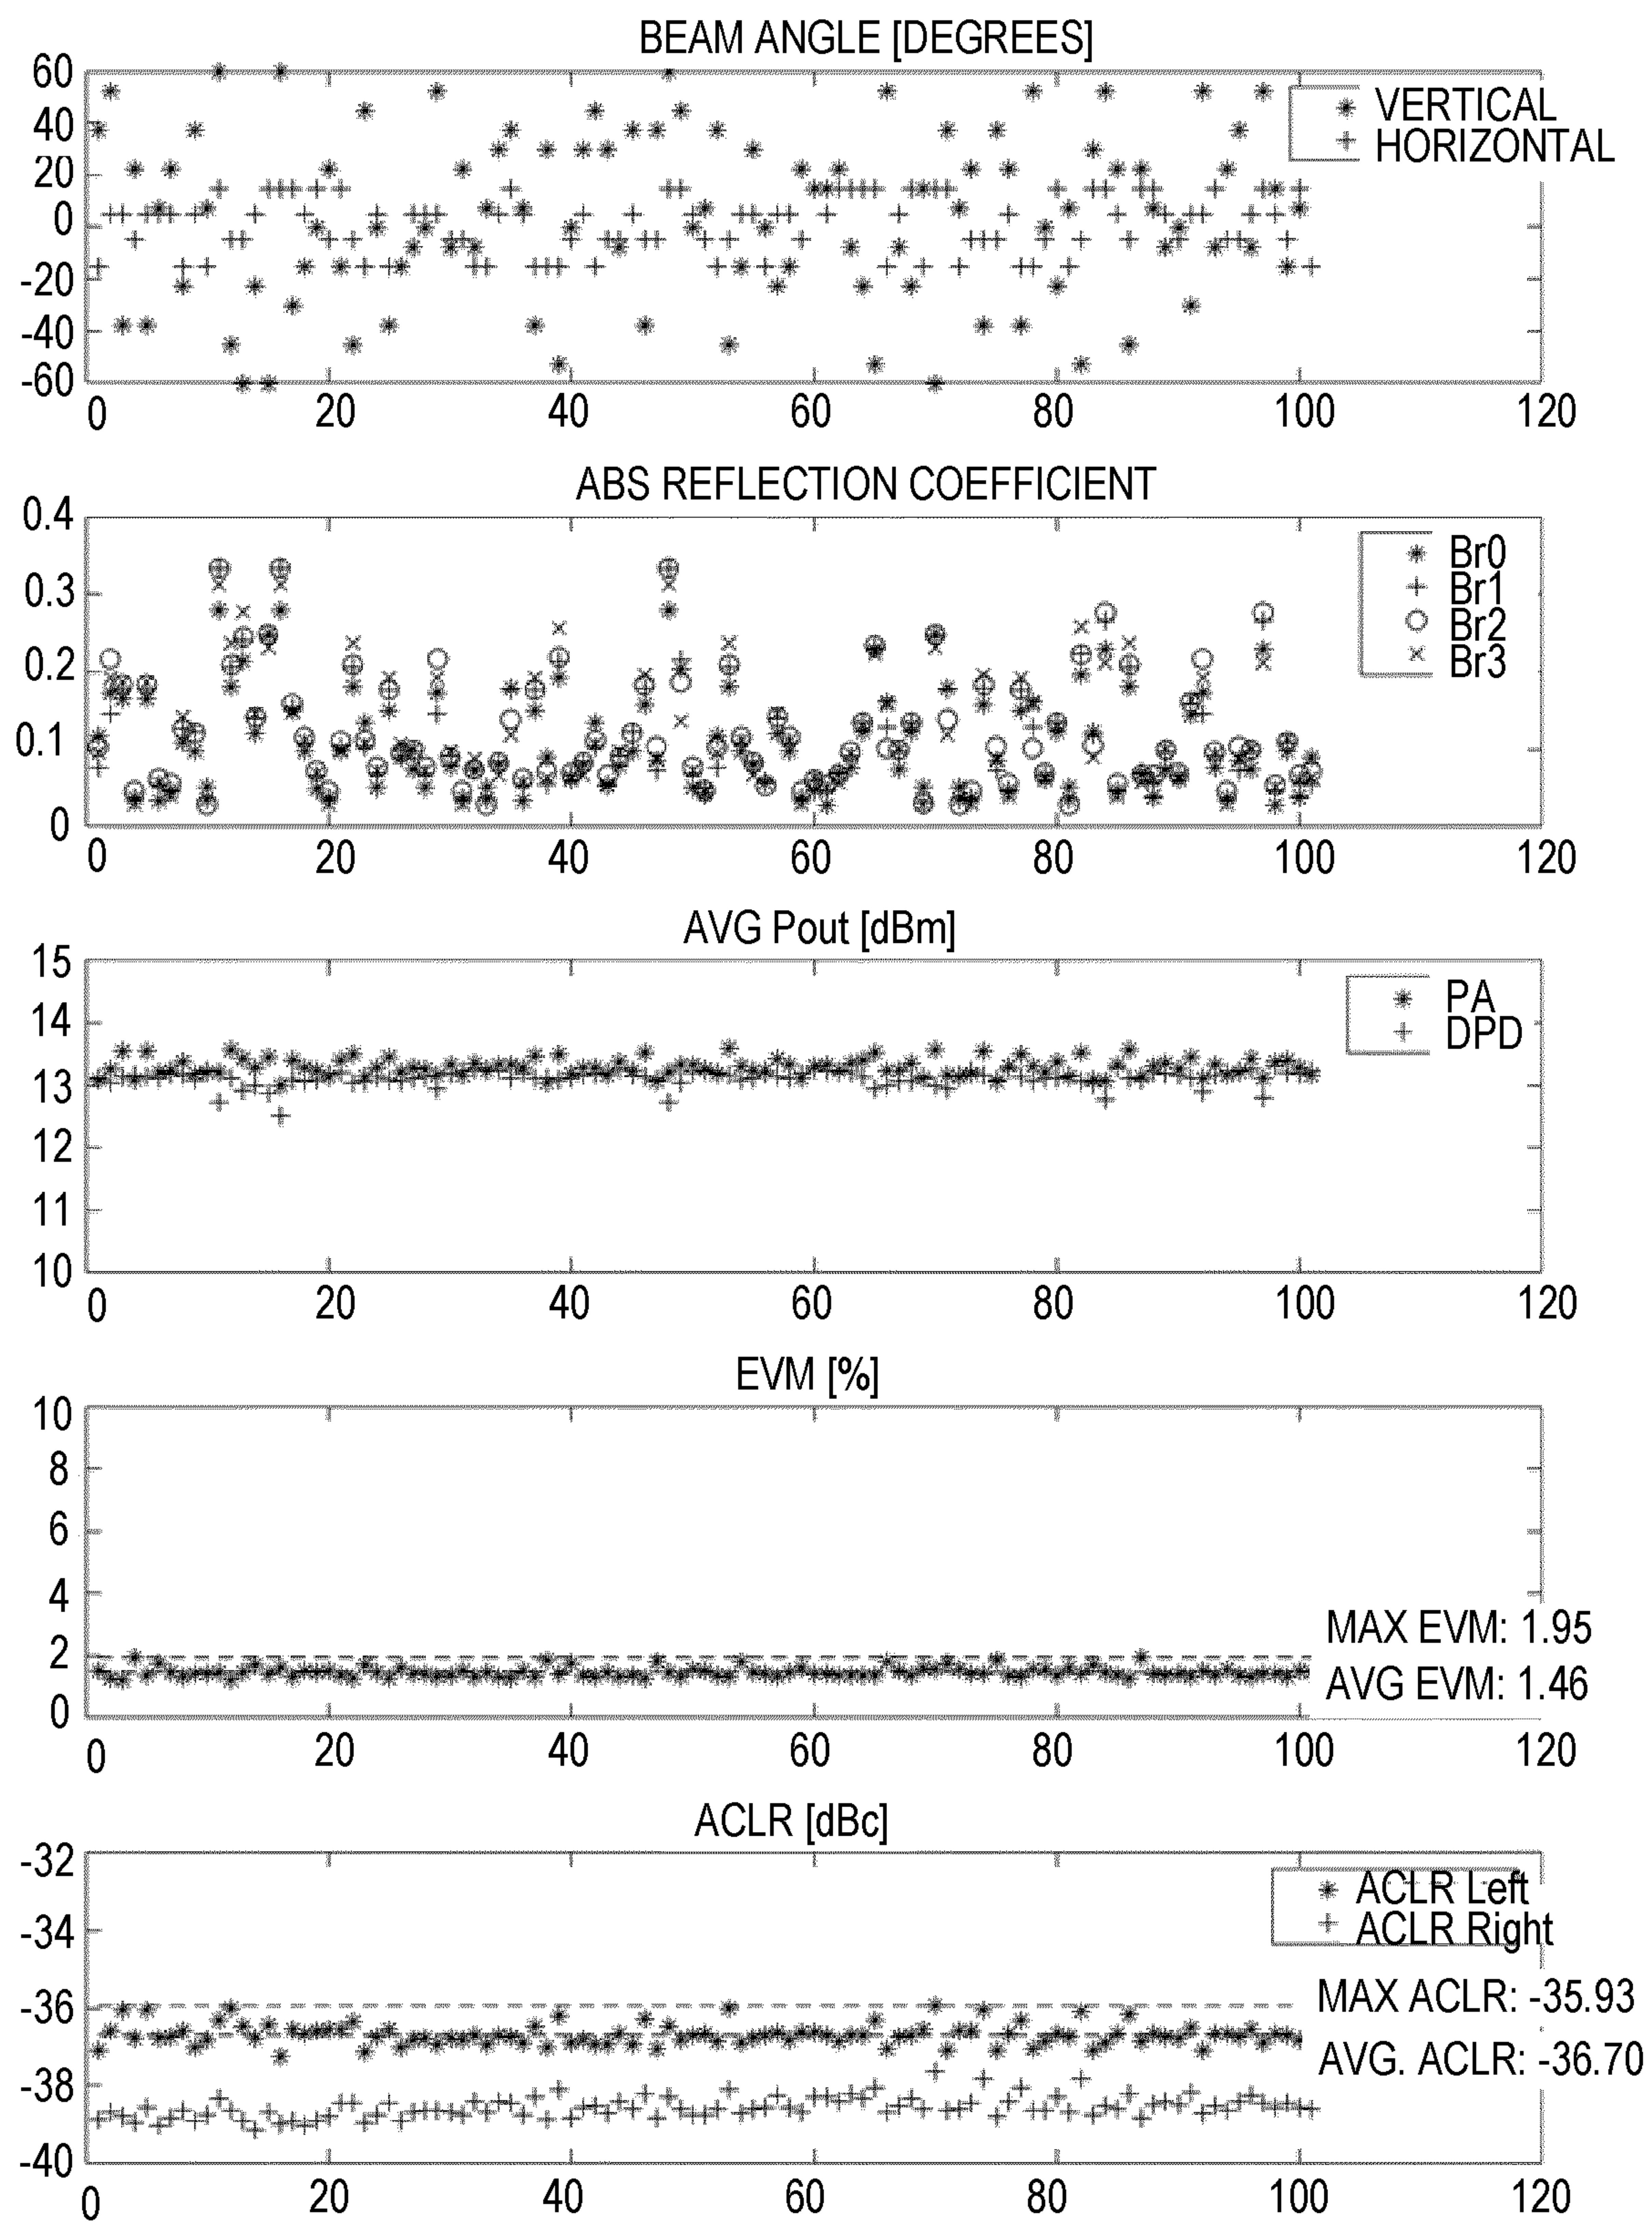 BEAM ANGLE [DEGREES]
60
40
20
0
-20
-40
-60
VERTICAL
HORIZONTAL
0 20 40 60 80 100 120
ABS REFLECTION COEFFICIENT
0.4
0.3
0.2
0.1
0
Br0
Br1
Br2
Br3
0 20 40 60 80 100 120
AVG Pout [dBm]
15
14
13
12
11
10
PA
DPD
0 20 40 60 80 100 120
EVM [%]
10
8
6
4
2
0
MAX EVM: 1.95
AVG EVM: 1.46
0 20 40 60 80 100 120
ACLR [dBc]
-32
-34
-36
-38
-40
ACLR Left
ACLR Right
MAX ACLR: -35.93
AVG. ACLR: -36.70
0 20 40 60 80 100 120